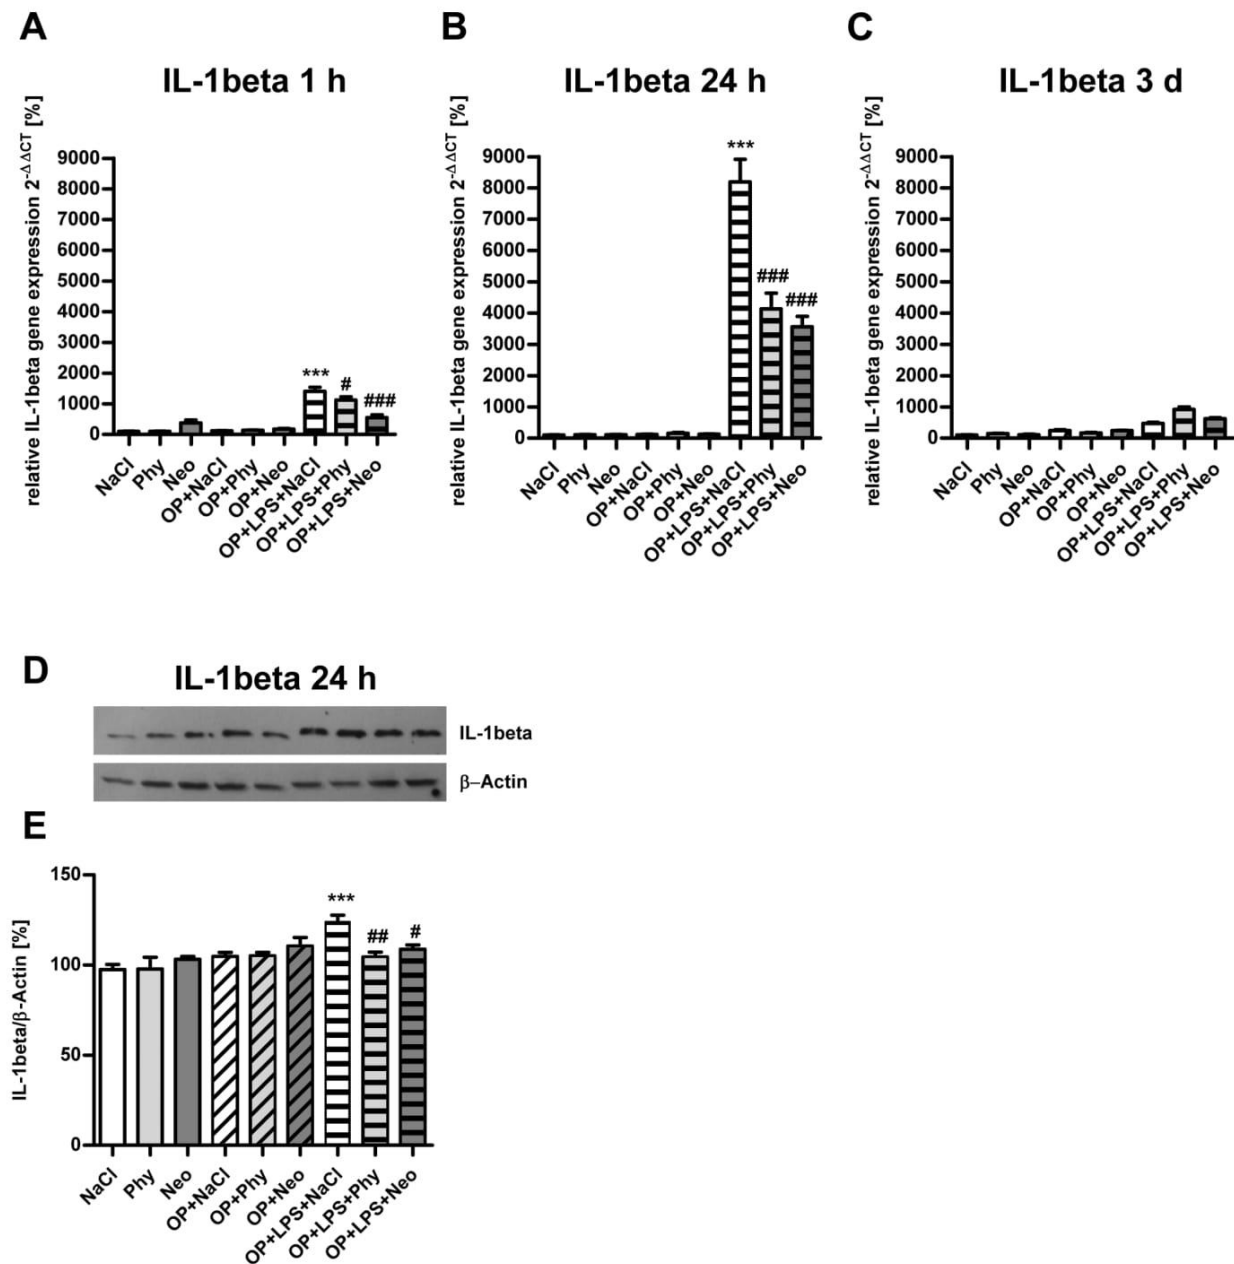 A
B
C
IL-1beta 1 h
IL-1beta 24 h
IL-1beta 3 d
relative IL-1beta gene expression 2-ΔΔCT [%]
9000
8000
7000
6000
5000
4000
3000
2000
1000
0
***
#
###
NaCl
Phy
Neo
OP+NaCl
OP+Phy
OP+Neo
OP+LPS+NaCl
OP+LPS+Phy
OP+LPS+Neo
relative IL-1beta gene expression 2-ΔΔCT [%]
9000
8000
7000
6000
5000
4000
3000
2000
1000
0
***
###
###
NaCl
Phy
Neo
OP+NaCl
OP+Phy
OP+Neo
OP+LPS+NaCl
OP+LPS+Phy
OP+LPS+Neo
relative IL-1beta gene expression 2-ΔΔCT [%]
9000
8000
7000
6000
5000
4000
3000
2000
1000
0
NaCl
Phy
Neo
OP+NaCl
OP+Phy
OP+Neo
OP+LPS+NaCl
OP+LPS+Phy
OP+LPS+Neo
D
IL-1beta 24 h
IL-1beta
β–Actin
E
IL-1beta/β-Actin [%]
150
100
50
0
***
##
#
NaCl
Phy
Neo
OP+NaCl
OP+Phy
OP+Neo
OP+LPS+NaCl
OP+LPS+Phy
OP+LPS+Neo